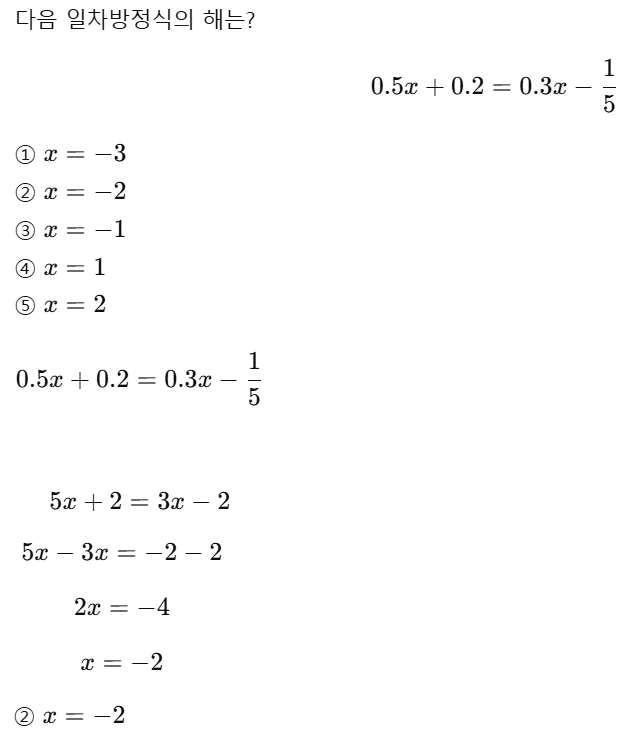 다음 일차방정식의 해는?
0.5x + 0.2 = 0.3x − 1/5
① x = −3
② x = −2
③ x = −1
④ x = 1
⑤ x = 2
0.5x + 0.2 = 0.3x − 1/5
5x + 2 = 3x − 2
5x − 3x = −2 − 2
2x = −4
x = −2
② x = −2